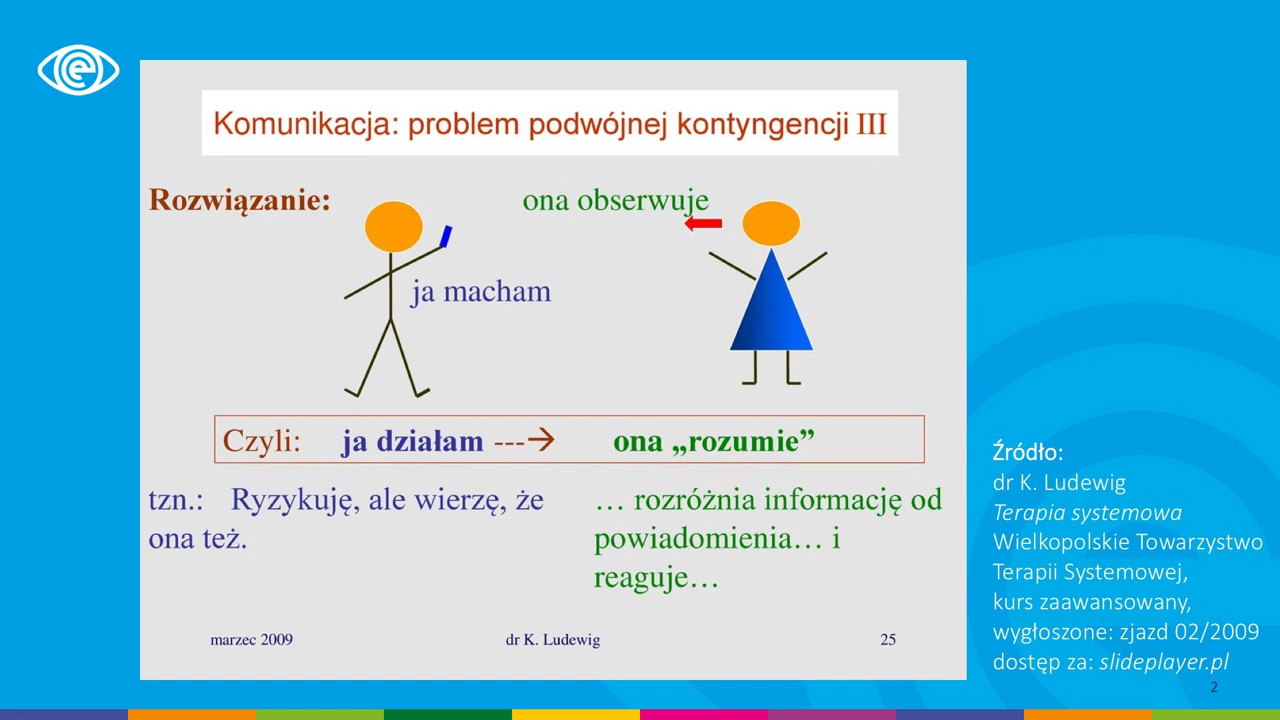 Komunikacja: problem podwójnej kontyngencji III
Rozwiązanie:
ona obserwuje
ja macham
Czyli: ja działam ---→ ona „rozumie”
tzn.: Ryzykuję, ale wierzę, że
ona też.
… rozróżnia informację od
powiadomienia… i
reaguje…
marzec 2009
dr K. Ludewig
25
Źródło:
dr K. Ludewig
Terapia systemowa
Wielkopolskie Towarzystwo
Terapii Systemowej,
kurs zaawansowany,
wygłoszone: zjazd 02/2009
dostęp za: slideplayer.pl
2